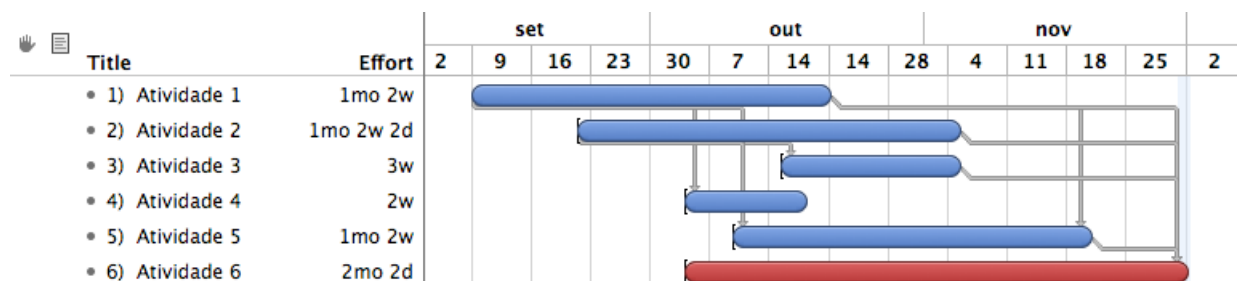 set out nov
Title Effort 2 9 16 23 30 7 14 14 28 4 11 18 25 2
1) Atividade 1 1mo 2w
2) Atividade 2 1mo 2w 2d
3) Atividade 3 3w
4) Atividade 4 2w
5) Atividade 5 1mo 2w
6) Atividade 6 2mo 2d